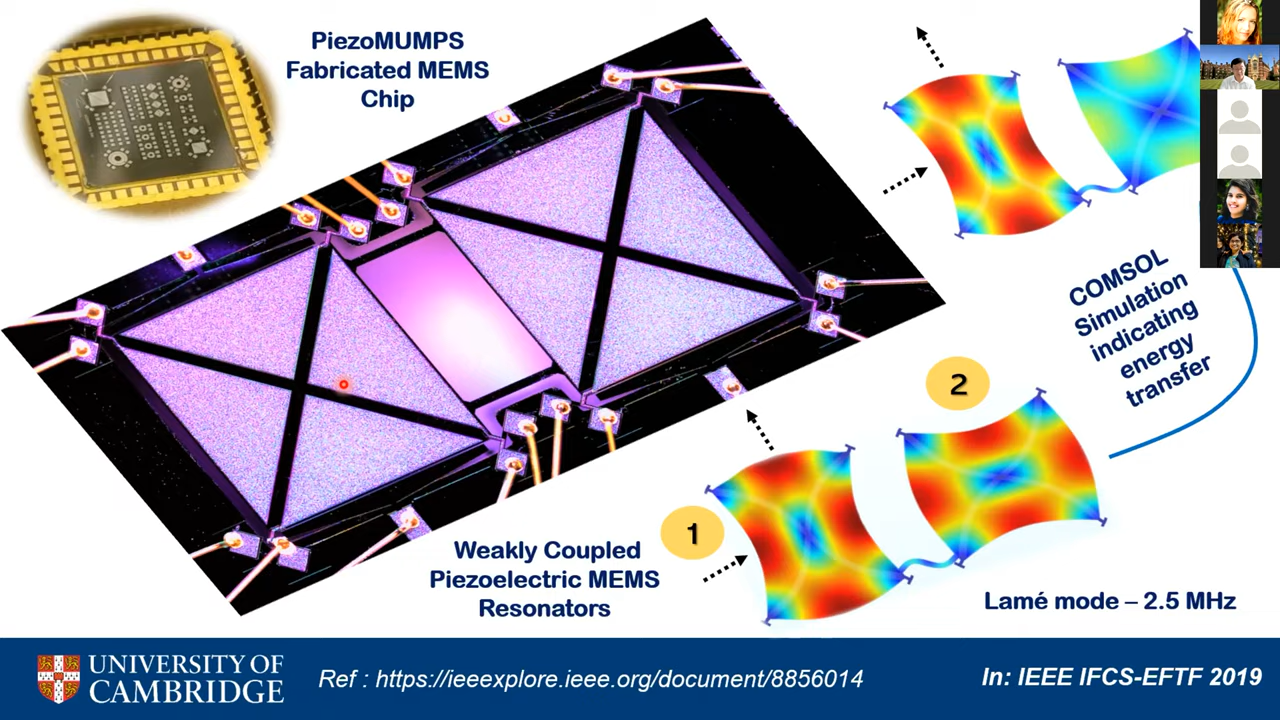 PiezoMUMPS
Fabricated MEMS
Chip
COMSOL
Simulation
indicating
energy
transfer
2
1
Weakly Coupled
Piezoelectric MEMS
Resonators
Lamé mode – 2.5 MHz
UNIVERSITY OF
CAMBRIDGE
Ref : https://ieeexplore.ieee.org/document/8856014
In: IEEE IFCS-EFTF 2019